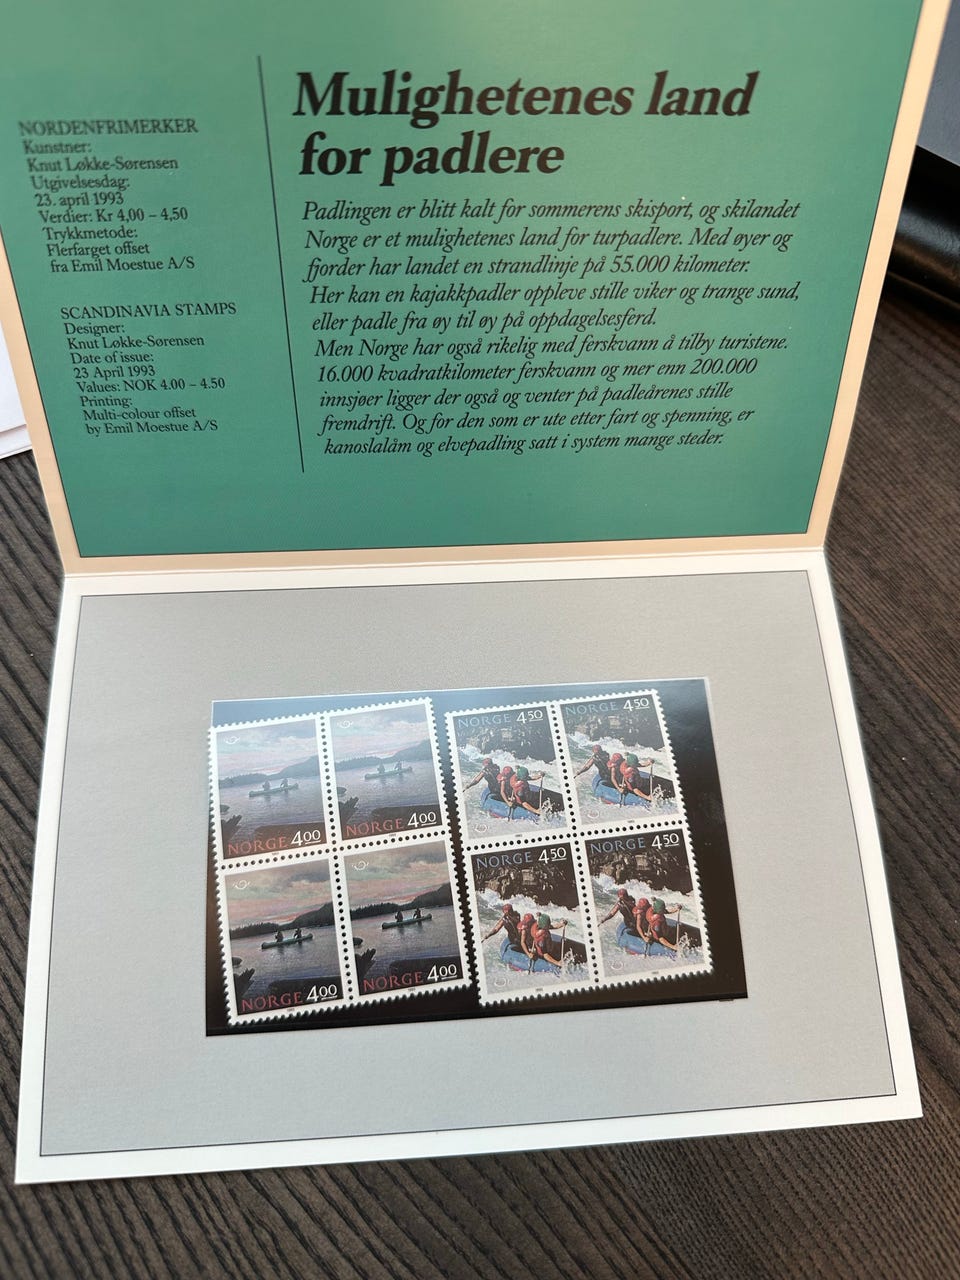 NORDENFRIMERKER
Kunstner:
Knut Løkke-Sørensen
Utgivelsesdag:
23. april 1993
Verdier: Kr 4,00 – 4,50
Trykkmetode:
Flerfarget offset
fra Emil Moestue A/S
SCANDINAVIA STAMPS
Designer:
Knut Løkke-Sørensen
Date of issue:
23 April 1993
Values: NOK 4.00 – 4.50
Printing:
Multi-colour offset
by Emil Moestue A/S
Mulighetenes land
for padlere
Padlingen er blitt kalt for sommerens skisport, og skilandet
Norge er et mulighetenes land for turpadlere. Med øyer og
fjorder har landet en strandlinje på 55.000 kilometer.
Her kan en kajakkpadler oppleve stille viker og trange sund,
eller padle fra øy til øy på oppdagelsesferd.
Men Norge har også rikelig med ferskvann å tilby turistene.
16.000 kvadratkilometer ferskvann og mer enn 200.000
innsjøer ligger der også og venter på padleårenes stille
fremdrift. Og for den som er ute etter fart og spenning, er
kanoslalåm og elvepadling satt i system mange steder.
NORGE 4 00
NORGE 4 00
NORGE 4 50
NORGE 4 50
NORGE 4 00
NORGE 4 00
NORGE 4 50
NORGE 4 50